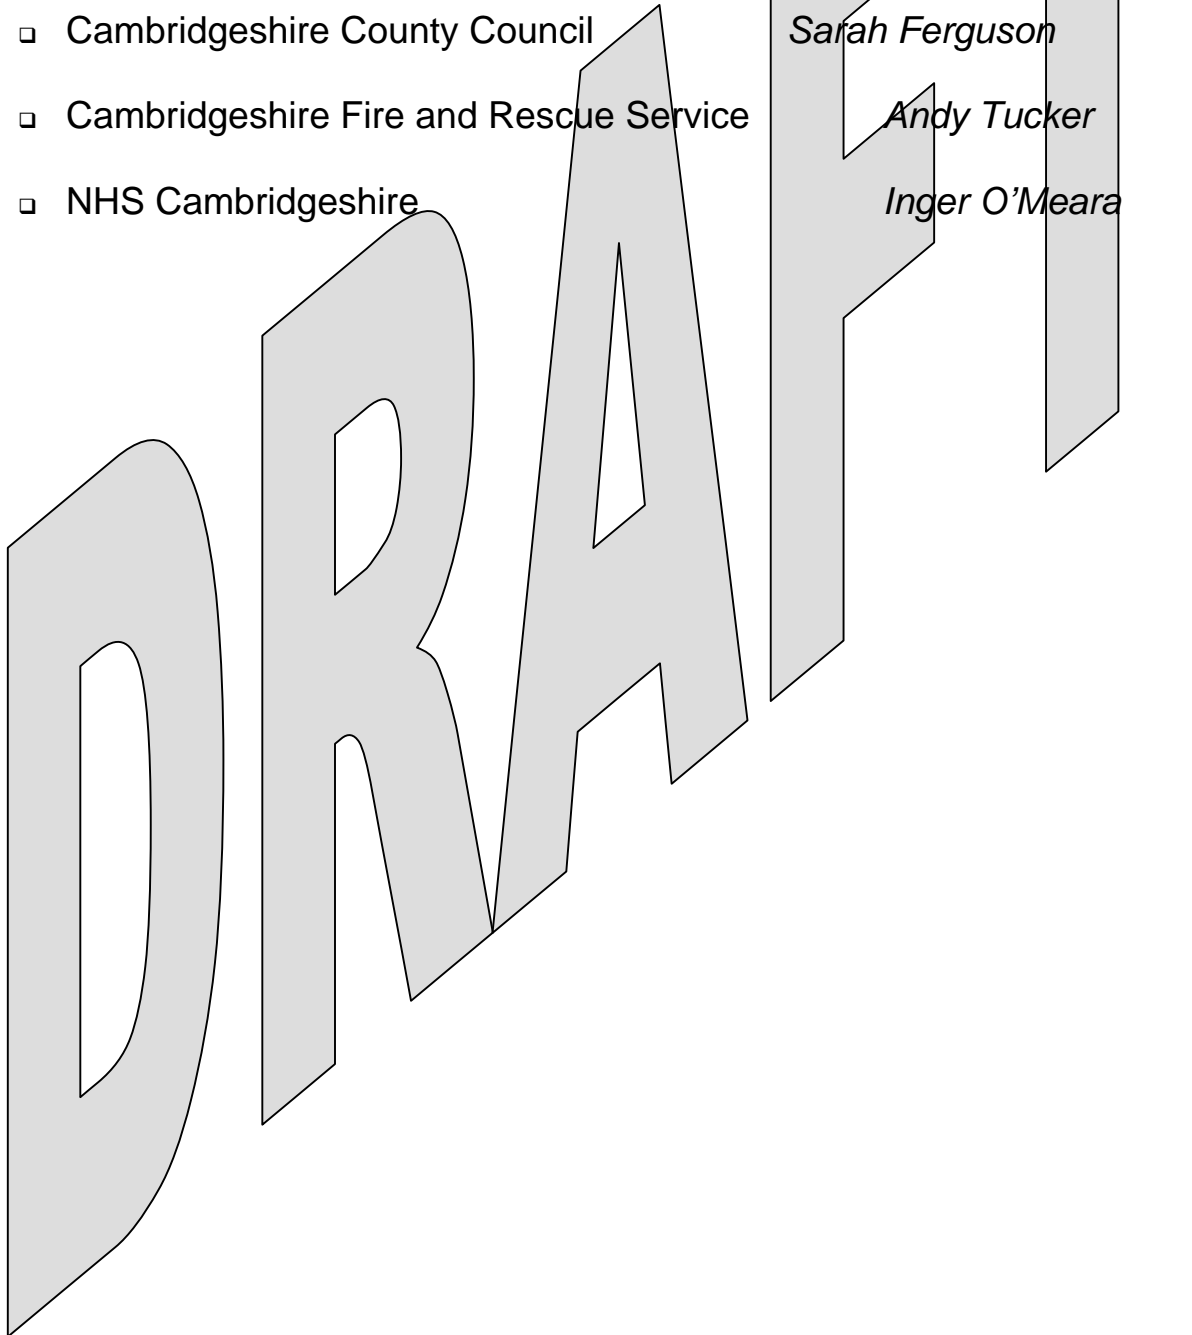 ❑ Cambridgeshire County Council Sarah Ferguson
❑ Cambridgeshire Fire and Rescue Service Andy Tucker
❑ NHS Cambridgeshire Inger O’Meara
DRAFT